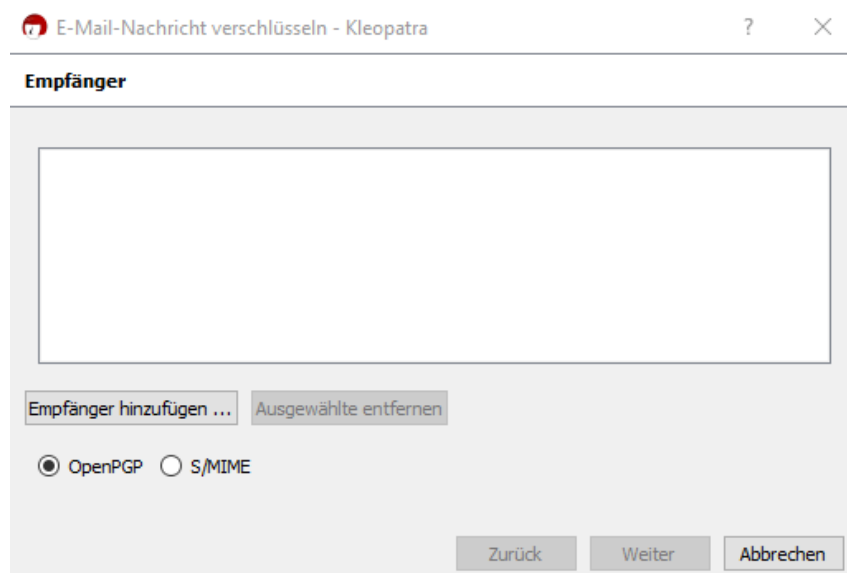 E-Mail-Nachricht verschlüsseln - Kleopatra ?
Empfänger
Empfänger hinzufügen ... Ausgewählte entfernen
OpenPGP S/MIME
Zurück Weiter Abbrechen